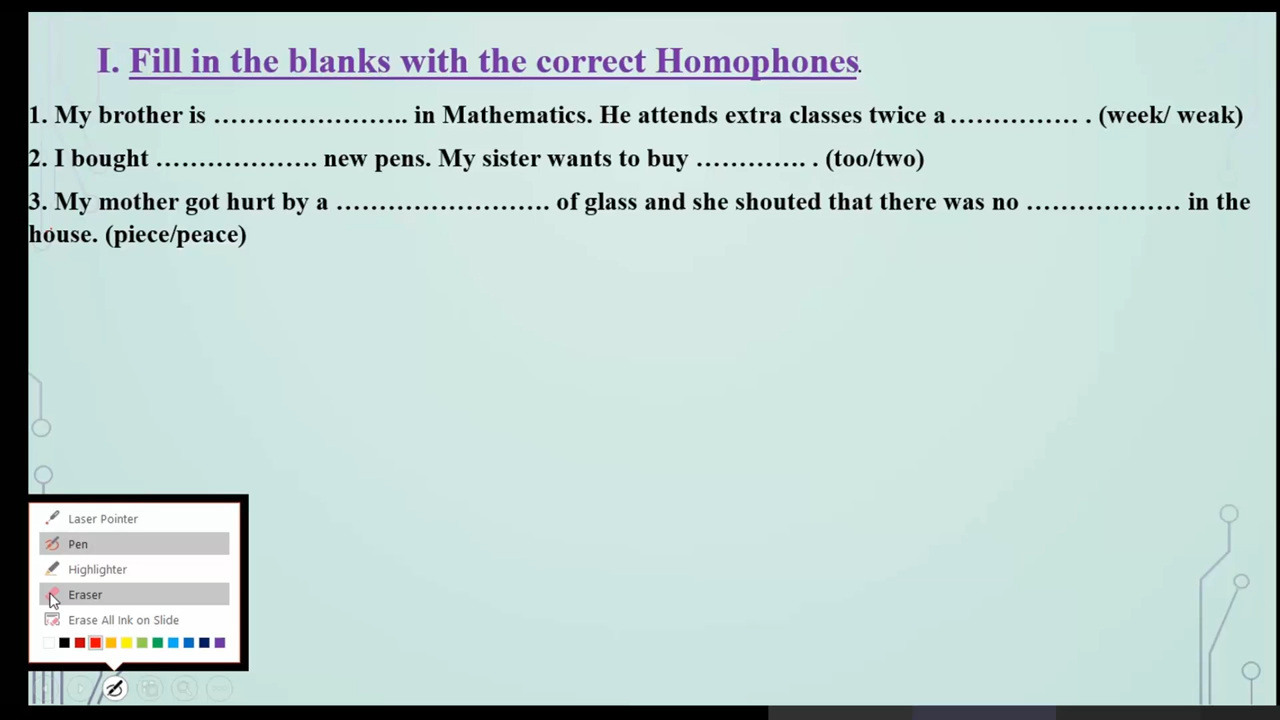 I. Fill in the blanks with the correct Homophones.
1. My brother is ………………….. in Mathematics. He attends extra classes twice a…………… . (week/ weak)
2. I bought ………………. new pens. My sister wants to buy …………. . (too/two)
3. My mother got hurt by a ……………………. of glass and she shouted that there was no ……………… in the
house. (piece/peace)
Laser Pointer
Pen
Highlighter
Eraser
Erase All Ink on Slide